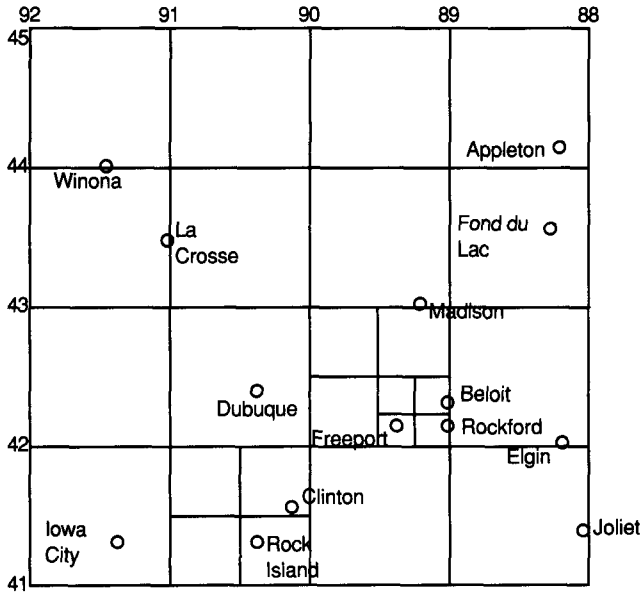 92 91 90 89 88
45
Appleton
44
Winona
La
Crosse
Fond du
Lac
43
Madison
Beloit
Dubuque
Rockford
Freeport
42
Elgin
Clinton
Iowa
City
Joliet
Rock
Island
41